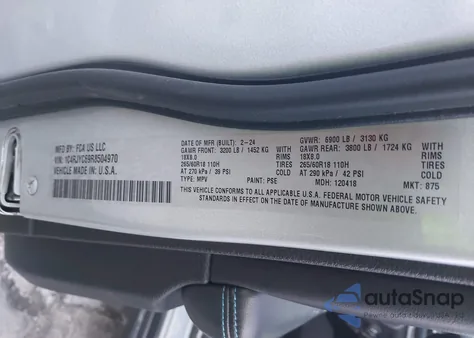 MFD BY: FCA US LLC
VIN: 1C4RJYC69R8504970
VEHICLE MADE IN: U.S.A.
DATE OF MFR (BUILT): 2-24
GAWR FRONT: 3200 LB / 1452 KG
18X8.0 RIMS
265/60R18 110H TIRES
AT 270 kPa / 39 PSI COLD
TYPE: MPV
PAINT: PSE
GVWR: 6900 LB / 3130 KG
GAWR REAR: 3800 LB / 1724 KG
18X8.0 RIMS
265/60R18 110H TIRES
AT 290 kPa / 42 PSI COLD
MDH: 120418
MKT: 875
THIS VEHICLE CONFORMS TO ALL APPLICABLE U.S.A. FEDERAL MOTOR VEHICLE SAFETY
STANDARDS IN EFFECT ON THE DATE OF MANUFACTURE SHOWN ABOVE.
autaSnap